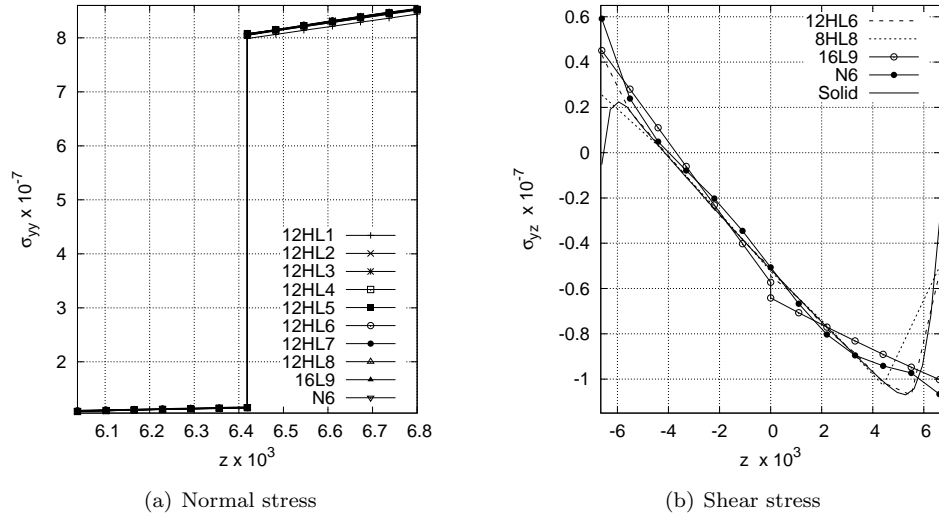 8
7
6
5
4
3
2
6.1
6.2
6.3
6.4
6.5
6.6
6.7
6.8
σyy x 10-7
z x 10³
12HL1
12HL2
12HL3
12HL4
12HL5
12HL6
12HL7
12HL8
16L9
N6
(a) Normal stress
0.6
0.4
0.2
0
-0.2
-0.4
-0.6
-0.8
-1
-6
-4
-2
0
2
4
6
σyz x 10-7
z x 10³
12HL6
8HL8
16L9
N6
Solid
(b) Shear stress